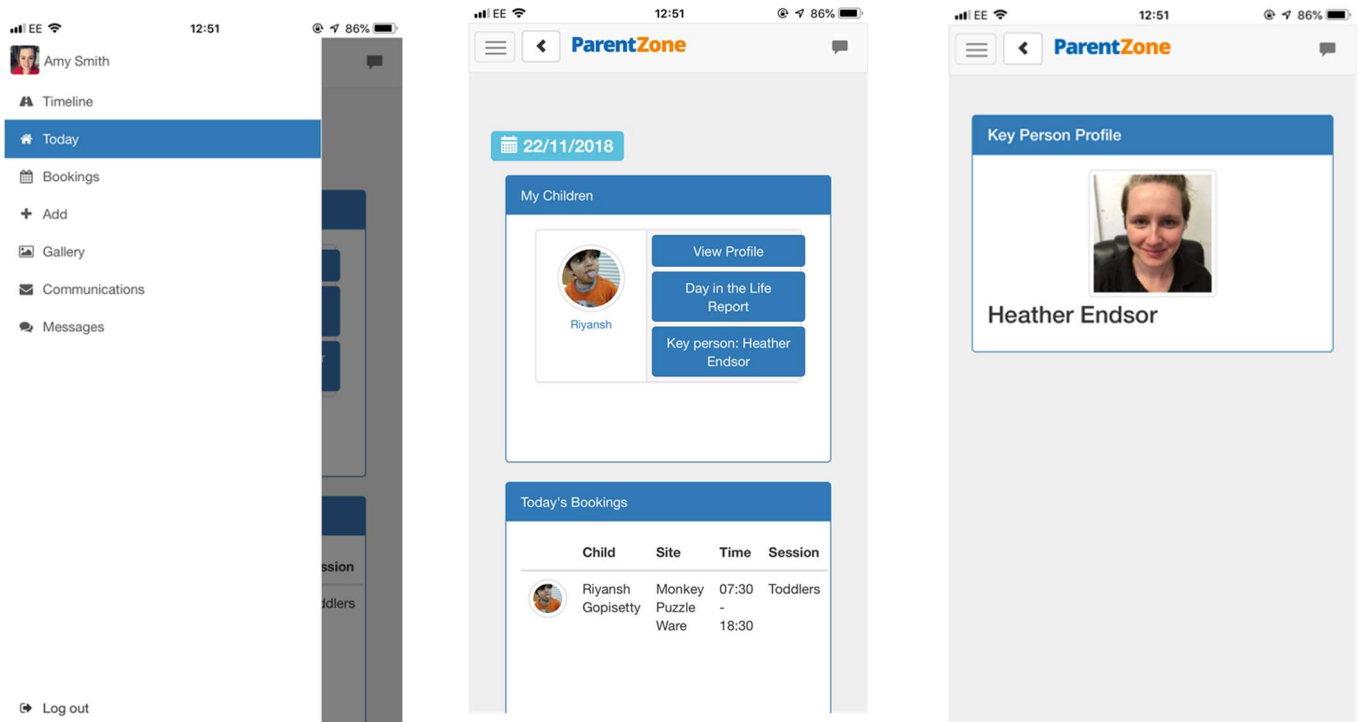 EE 12:51 86%
Amy Smith
Timeline
Today
Bookings
Add
Gallery
Communications
Messages
ssion
ddlers
Log out
EE 12:51 86%
ParentZone
22/11/2018
My Children
Riyansh
View Profile
Day in the Life
Report
Key person: Heather
Endsor
Today's Bookings
Child Site Time Session
Riyansh Monkey 07:30 Toddlers
Gopisetty Puzzle -
Ware 18:30
EE 12:51 86%
ParentZone
Key Person Profile
Heather Endsor